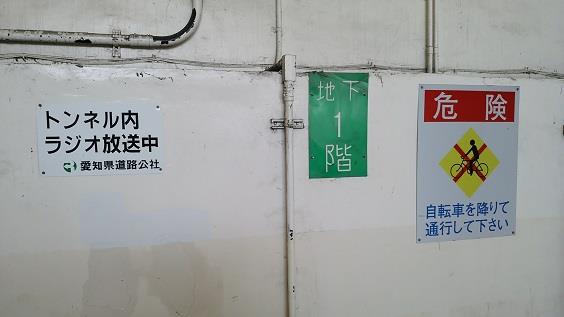 トンネル内
ラジオ放送中
愛知県道路公社
地下
1
階
危険
自転車を降りて
通行して下さい